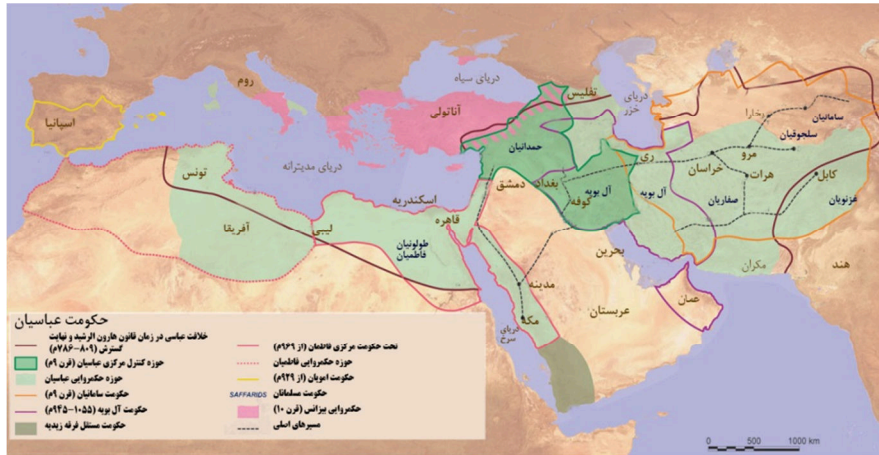 روم
دریای سیاه
تفلیس
دریای خزر
اسپانیا
آناتولی
بخارا
سامانیان
سلجوقیان
حمدانیان
ری
مرو
خراسان
هرات
کابل
غزنویان
تونس
دریای مدیترانه
دمشق
بغداد
کوفه
آل بویه
آل بویه
صفاریان
اسکندریه
قاهره
لیبی
آفریقا
طولونیان
فاطمیان
بحرین
مکران
هند
مدینه
عمان
عربستان
مکه
دریای سرخ
حکومت عباسیان
خلافت عباسی در زمان قانون هارون الرشید و نهایت
گسترش (۸۰۹–۷۸۶م)
حوزه کنترل مرکزی عباسیان (قرن ۹م)
حوزه حکمروایی عباسیان
حکومت سامانیان (قرن ۹م)
حکومت آل بویه (۱۰۵۵–۹۴۵م)
حکومت مستقل فرقه زیدیه
تحت حکومت مرکزی فاطمان (از ۹۶۹م)
حوزه حکمروایی فاطمیان
حکومت امویان (از ۹۲۹م)
SAFFARIDS حکومت مسلمانان
حکمروایی بیزانس (قرن ۱۰)
مسیرهای اصلی
0 500 1000 km